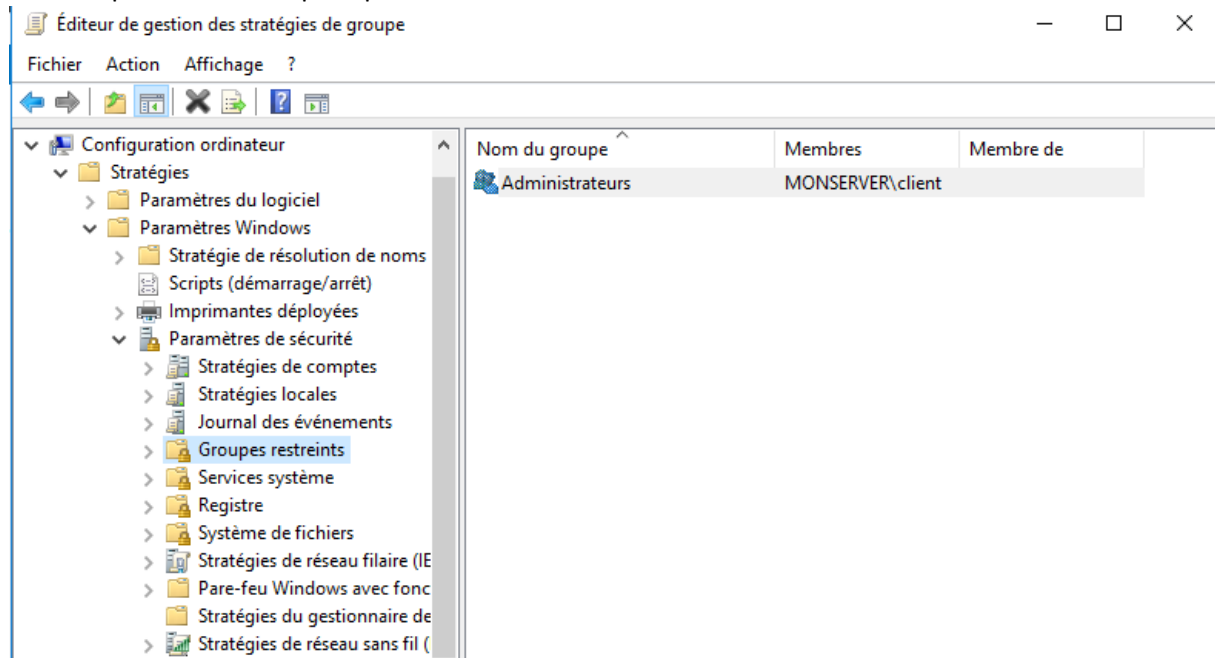 Éditeur de gestion des stratégies de groupe
Fichier Action Affichage ?
Nom du groupe Membres Membre de
Administrateurs MONSERVER\client
Configuration ordinateur
Stratégies
Paramètres du logiciel
Paramètres Windows
Stratégie de résolution de noms
Scripts (démarrage/arrêt)
Imprimantes déployées
Paramètres de sécurité
Stratégies de comptes
Stratégies locales
Journal des événements
Groupes restreints
Services système
Registre
Système de fichiers
Stratégies de réseau filaire (IE
Pare-feu Windows avec fonc
Stratégies du gestionnaire de
Stratégies de réseau sans fil (